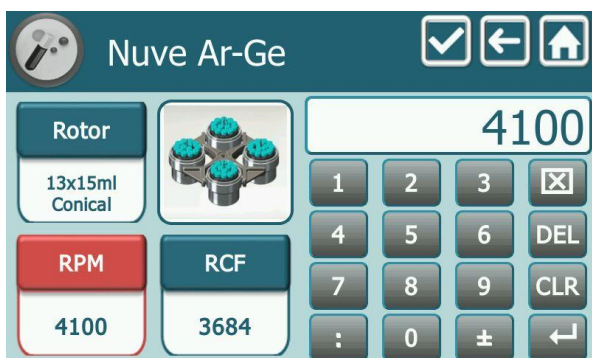 Nuve Ar-Ge
Rotor
13x15ml
Conical
RPM
4100
RCF
3684
4100
1 2 3
4 5 6 DEL
7 8 9 CLR
: 0 ±